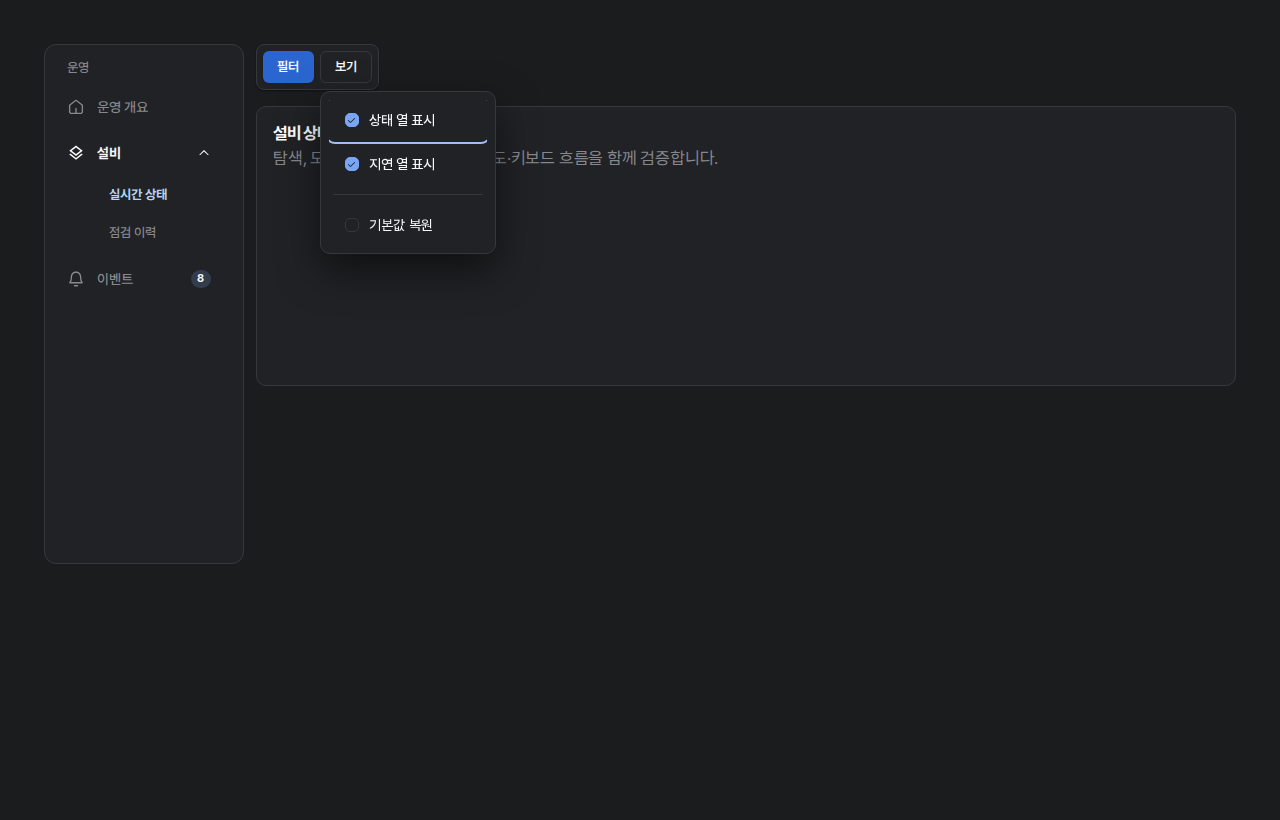 운영
운영 개요
설비
실시간 상태
점검 이력
이벤트
8
필터
보기
상태 열 표시
지연 열 표시
기본값 복원
설비
탐색, 도·키보드 흐름을 함께 검증합니다.